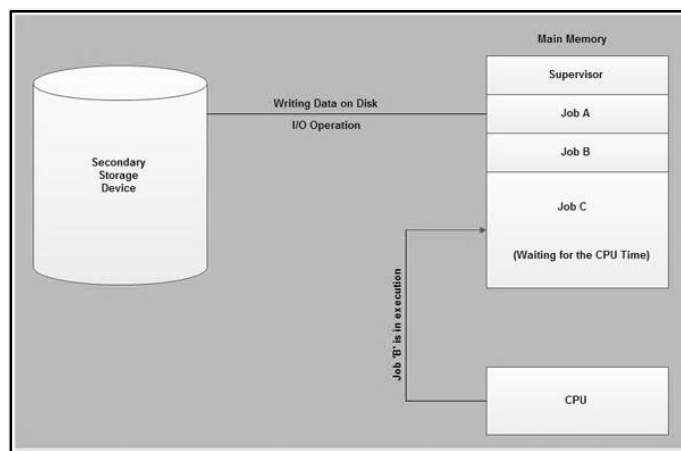 Main Memory
Supervisor
Writing Data on Disk
Job A
I/O Operation
Job B
Secondary
Storage
Device
Job C
(Waiting for the CPU Time)
Job 'B' is in execution
CPU